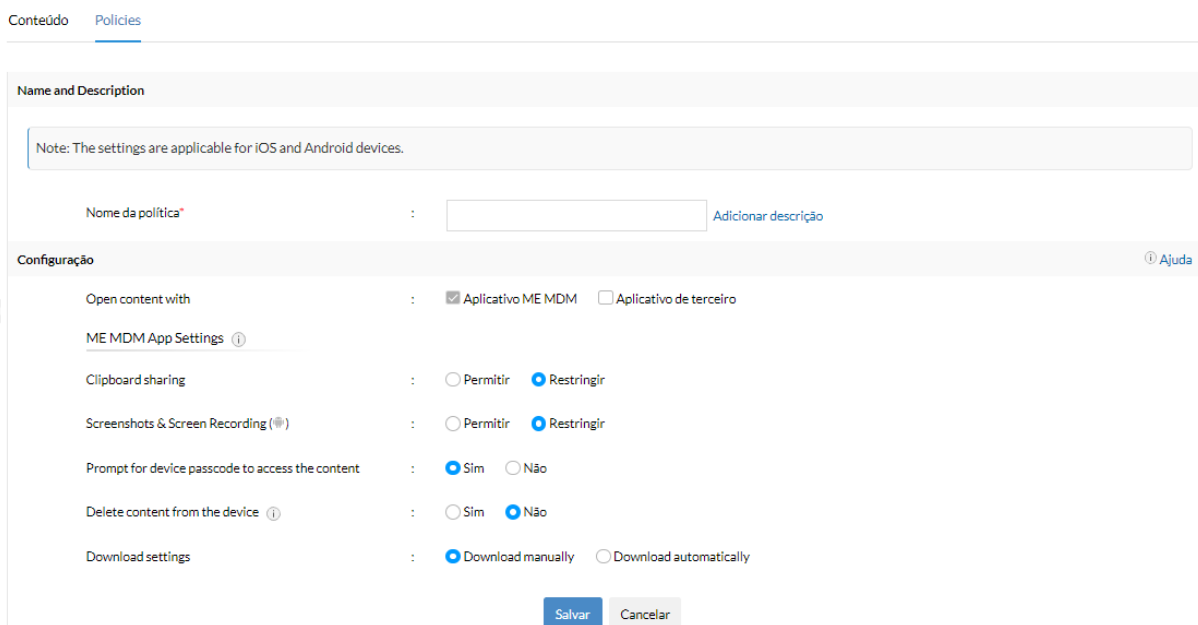 Conteúdo Policies
Name and Description
Note: The settings are applicable for iOS and Android devices.
Nome da política* : Adicionar descrição
Configuração Ajuda
Open content with : Aplicativo ME MDM Aplicativo de terceiro
ME MDM App Settings
Clipboard sharing : Permitir Restringir
Screenshots & Screen Recording ( ) : Permitir Restringir
Prompt for device passcode to access the content : Sim Não
Delete content from the device : Sim Não
Download settings : Download manually Download automatically
Salvar Cancelar